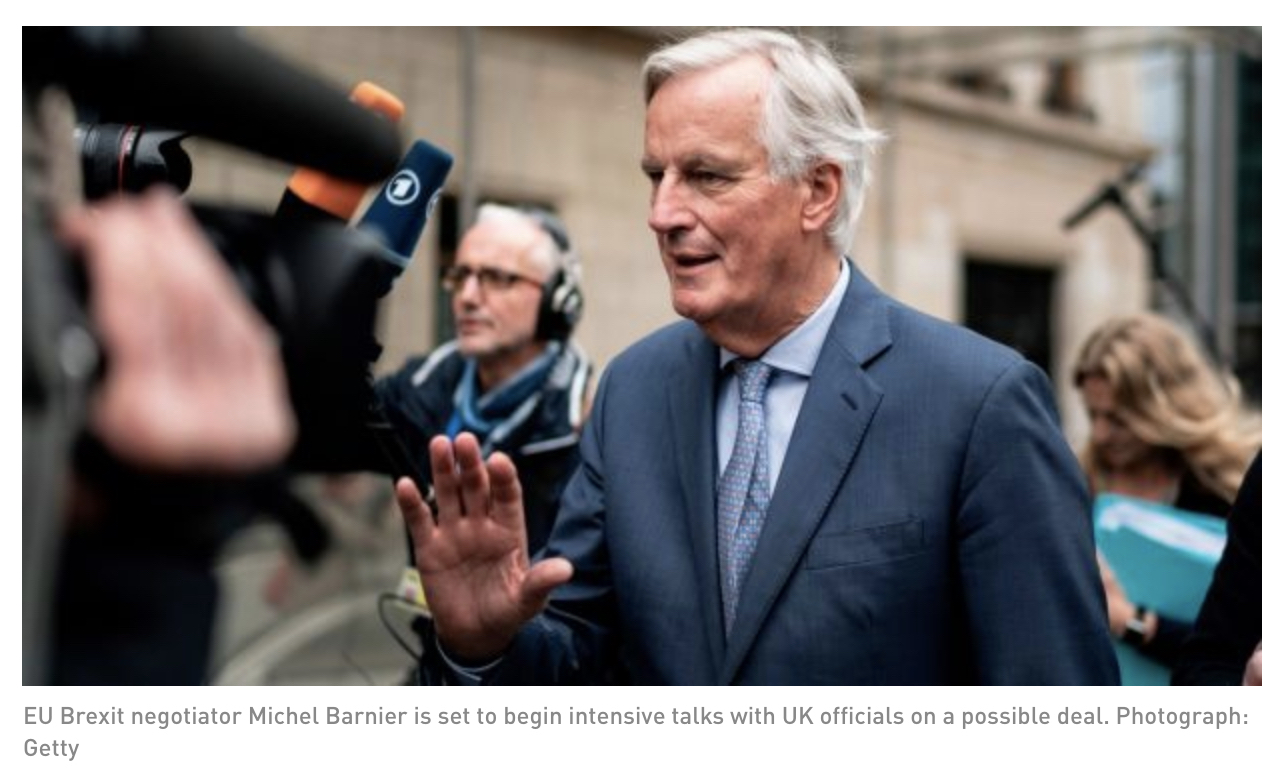 1
EU Brexit negotiator Michel Barnier is set to begin intensive talks with UK officials on a possible deal. Photograph:
Getty